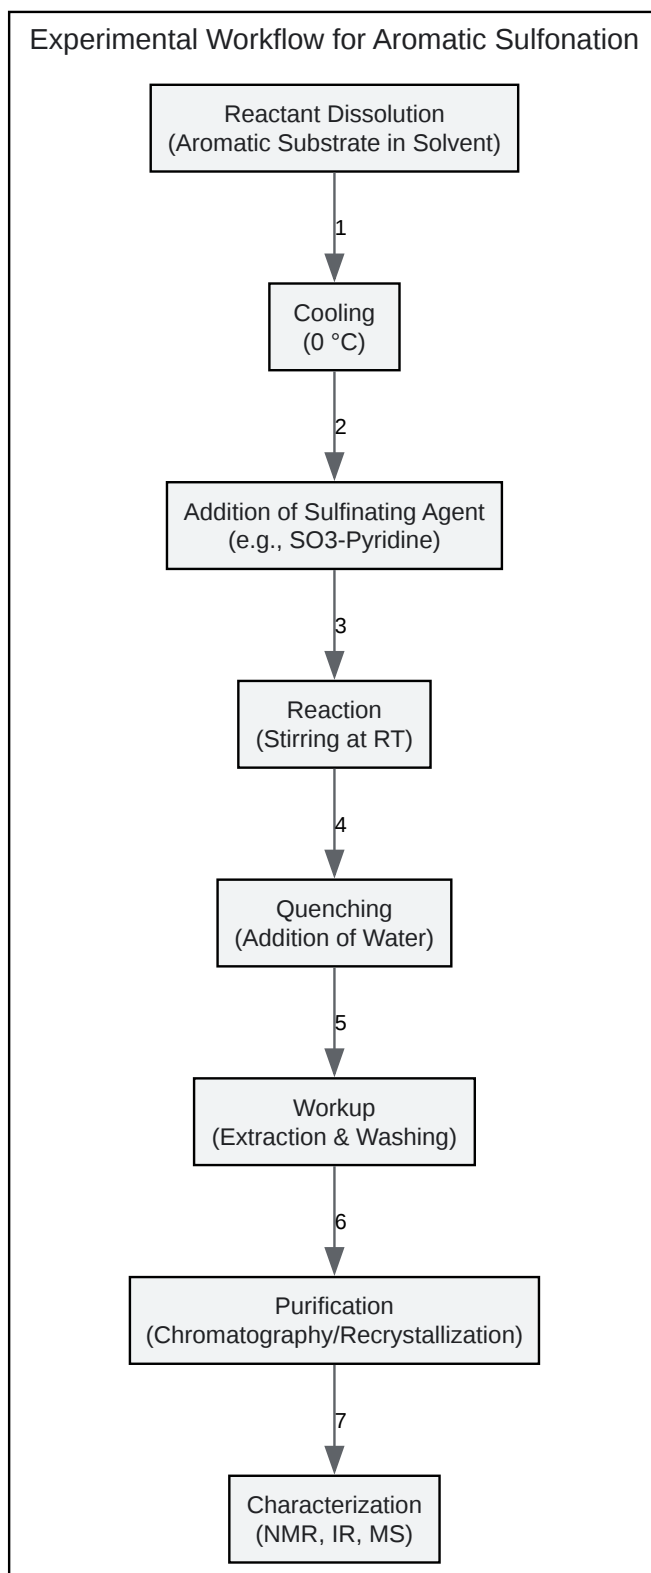 Experimental Workflow for Aromatic Sulfonation
Reactant Dissolution
(Aromatic Substrate in Solvent)
1
Cooling
(0 °C)
2
Addition of Sulfinating Agent
(e.g., SO3-Pyridine)
3
Reaction
(Stirring at RT)
4
Quenching
(Addition of Water)
5
Workup
(Extraction & Washing)
6
Purification
(Chromatography/Recrystallization)
7
Characterization
(NMR, IR, MS)